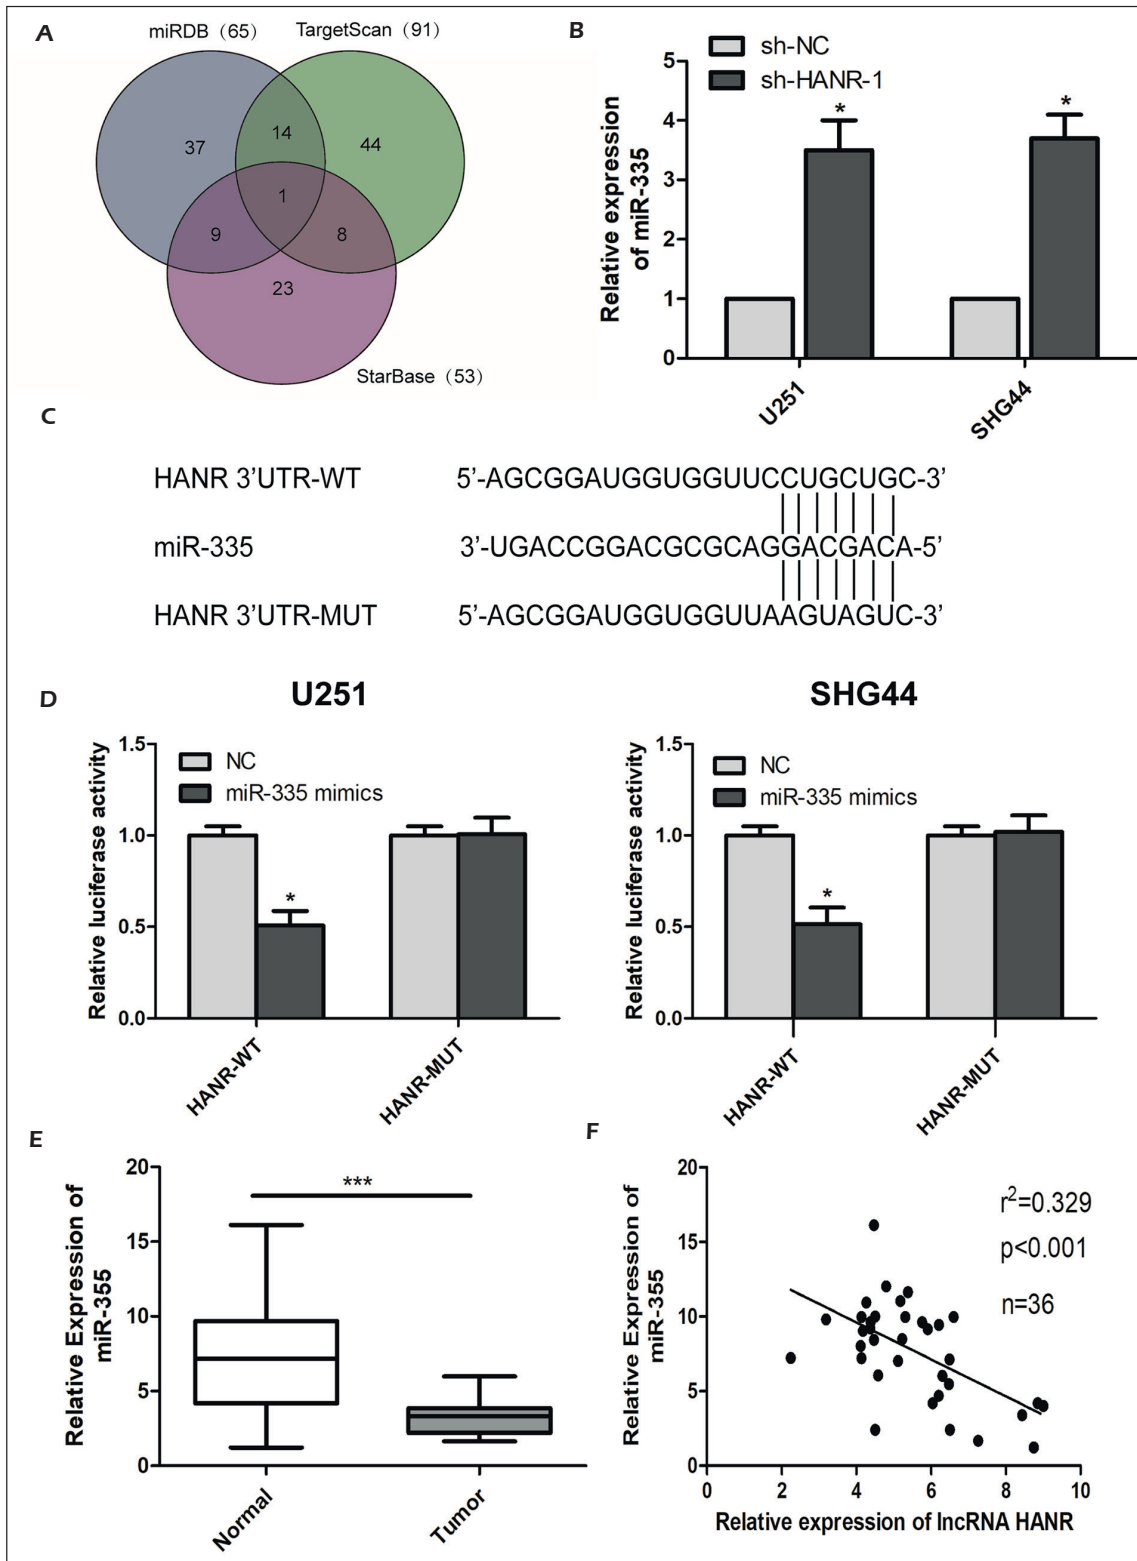 A
miRDB (65)
TargetScan (91)
37
14
44
1
9
8
23
StarBase (53)
B
sh-NC
sh-HANR-1
Relative expression
of miR-335
5
4
3
2
1
0
*
*
U251
SHG44
C
HANR 3'UTR-WT 5'-AGCGGAUGGUGGUUCCUGCUGC-3'
miR-335 3'-UGACCGGACGCGCAGGACGACA-5'
HANR 3'UTR-MUT 5'-AGCGGAUGGUGGUUAAGUAGUC-3'
D
U251
Relative luciferase activity
1.5
1.0
0.5
0.0
NC
miR-335 mimics
*
HANR-WT
HANR-MUT
SHG44
Relative luciferase activity
1.5
1.0
0.5
0.0
NC
miR-335 mimics
*
HANR-WT
HANR-MUT
E
Relative Expression of
miR-355
20
15
10
5
0
***
Normal
Tumor
F
Relative Expression of
miR-355
20
15
10
5
0
r²=0.329
p<0.001
n=36
0 2 4 6 8 10
Relative expression of lncRNA HANR